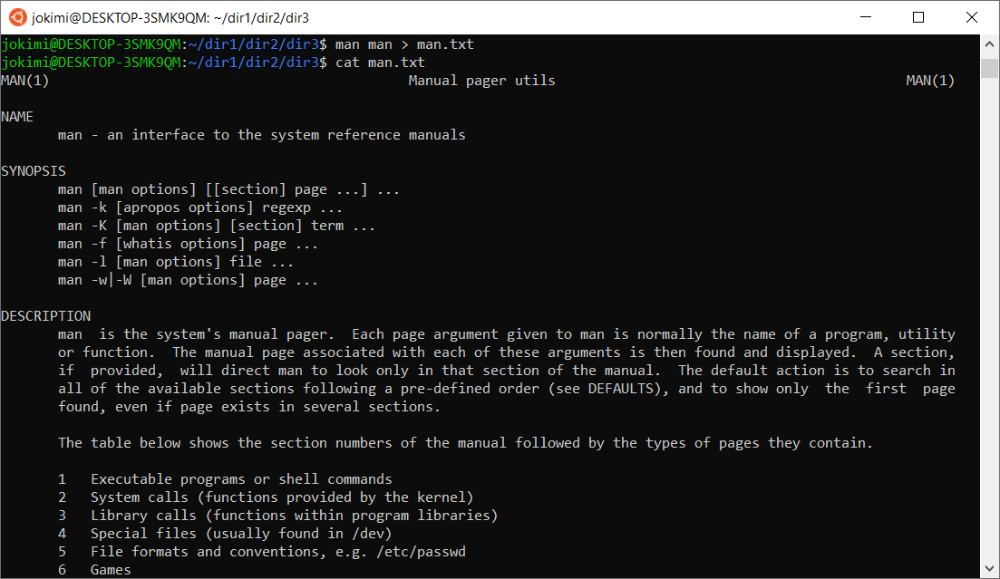 jokimi@DESKTOP-3SMK9QM: ~/dir1/dir2/dir3
jokimi@DESKTOP-3SMK9QM:~/dir1/dir2/dir3$ man man > man.txt
jokimi@DESKTOP-3SMK9QM:~/dir1/dir2/dir3$ cat man.txt
MAN(1)                                            Manual pager utils                                           MAN(1)

NAME
       man - an interface to the system reference manuals

SYNOPSIS
       man [man options] [[section] page ...] ...
       man -k [apropos options] regexp ...
       man -K [man options] [section] term ...
       man -f [whatis options] page ...
       man -l [man options] file ...
       man -w|-W [man options] page ...

DESCRIPTION
       man  is the system's manual pager.  Each page argument given to man is normally the name of a program, utility
       or function.  The manual page associated with each of these arguments is then found and displayed.  A section,
       if  provided,  will direct man to look only in that section of the manual.  The default action is to search in
       all of the available sections following a pre-defined order (see DEFAULTS), and to show only  the  first  page
       found, even if page exists in several sections.

       The table below shows the section numbers of the manual followed by the types of pages they contain.

       1   Executable programs or shell commands
       2   System calls (functions provided by the kernel)
       3   Library calls (functions within program libraries)
       4   Special files (usually found in /dev)
       5   File formats and conventions, e.g. /etc/passwd
       6   Games